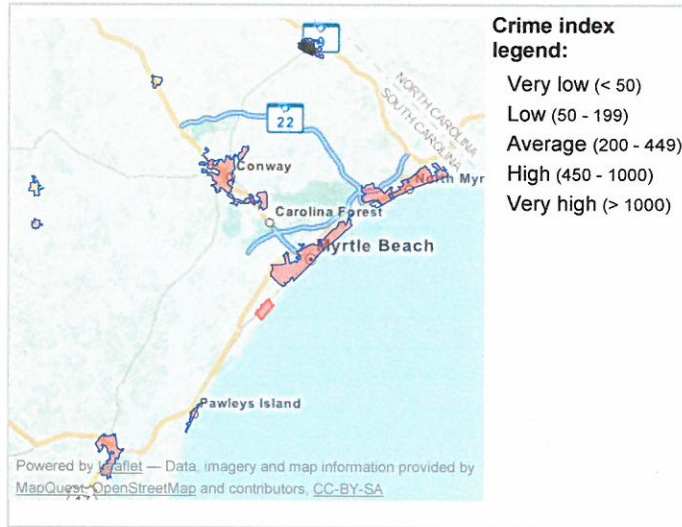 Crime index
legend:
Very low (< 50)
Low (50 - 199)
Average (200 - 449)
High (450 - 1000)
Very high (> 1000)
9
NORTH CAROLINA
SOUTH CAROLINA
22
Conway
North Myr
Carolina Forest
Myrtle Beach
Pawleys Island
17
Powered by Leaflet — Data, imagery and map information provided by
MapQuest, OpenStreetMap and contributors, CC-BY-SA